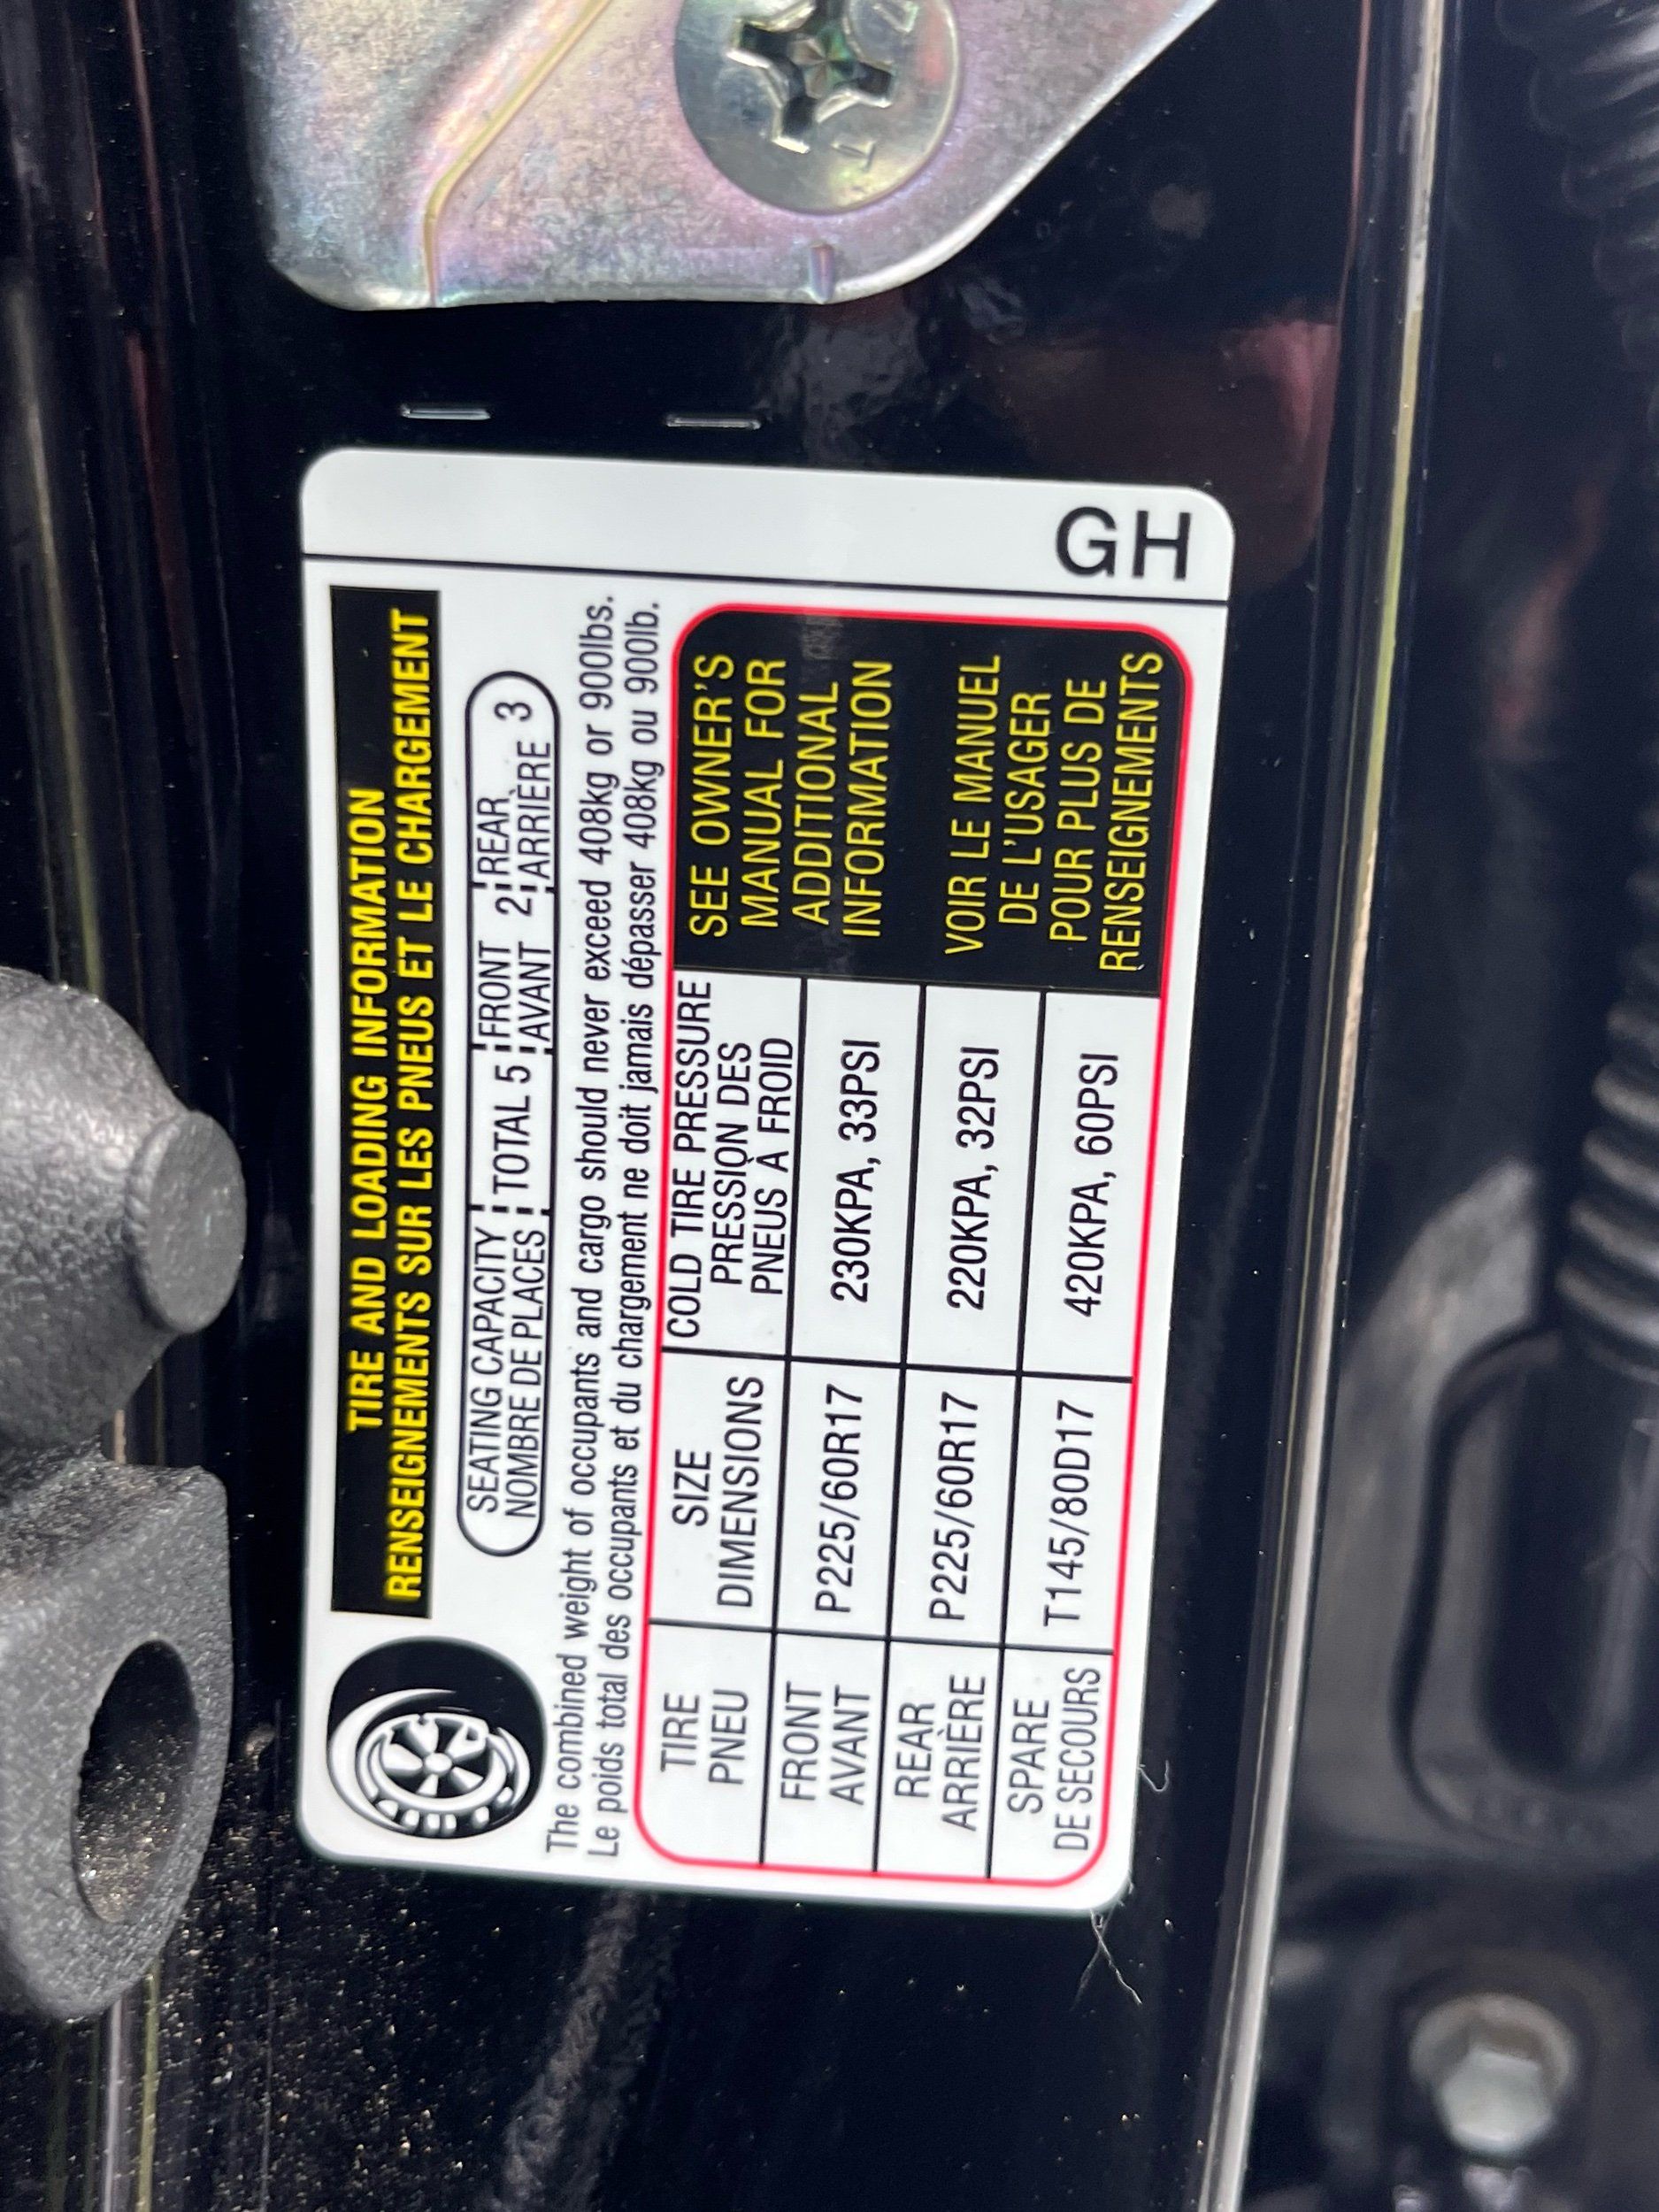 TIRE AND LOADING INFORMATION
RENSEIGNEMENTS SUR LES PNEUS ET LE CHARGEMENT
SEATING CAPACITY TOTAL 5 FRONT 2 REAR 3
NOMBRE DE PLACES AVANT ARRIÈRE
The combined weight of occupants and cargo should never exceed 408kg or 900lbs.
Le poids total des occupants et du chargement ne doit jamais dépasser 408kg ou 900lb.
TIRE
PNEU
SIZE
DIMENSIONS
COLD TIRE PRESSURE
PRESSION DES
PNEUS À FROID
FRONT
AVANT
P225/60R17
230KPA, 33PSI
REAR
ARRIÈRE
P225/60R17
220KPA, 32PSI
SPARE
DE SECOURS
T145/80D17
420KPA, 60PSI
SEE OWNER'S
MANUAL FOR
ADDITIONAL
INFORMATION
VOIR LE MANUEL
DE L'USAGER
POUR PLUS DE
RENSEIGNEMENTS
GH